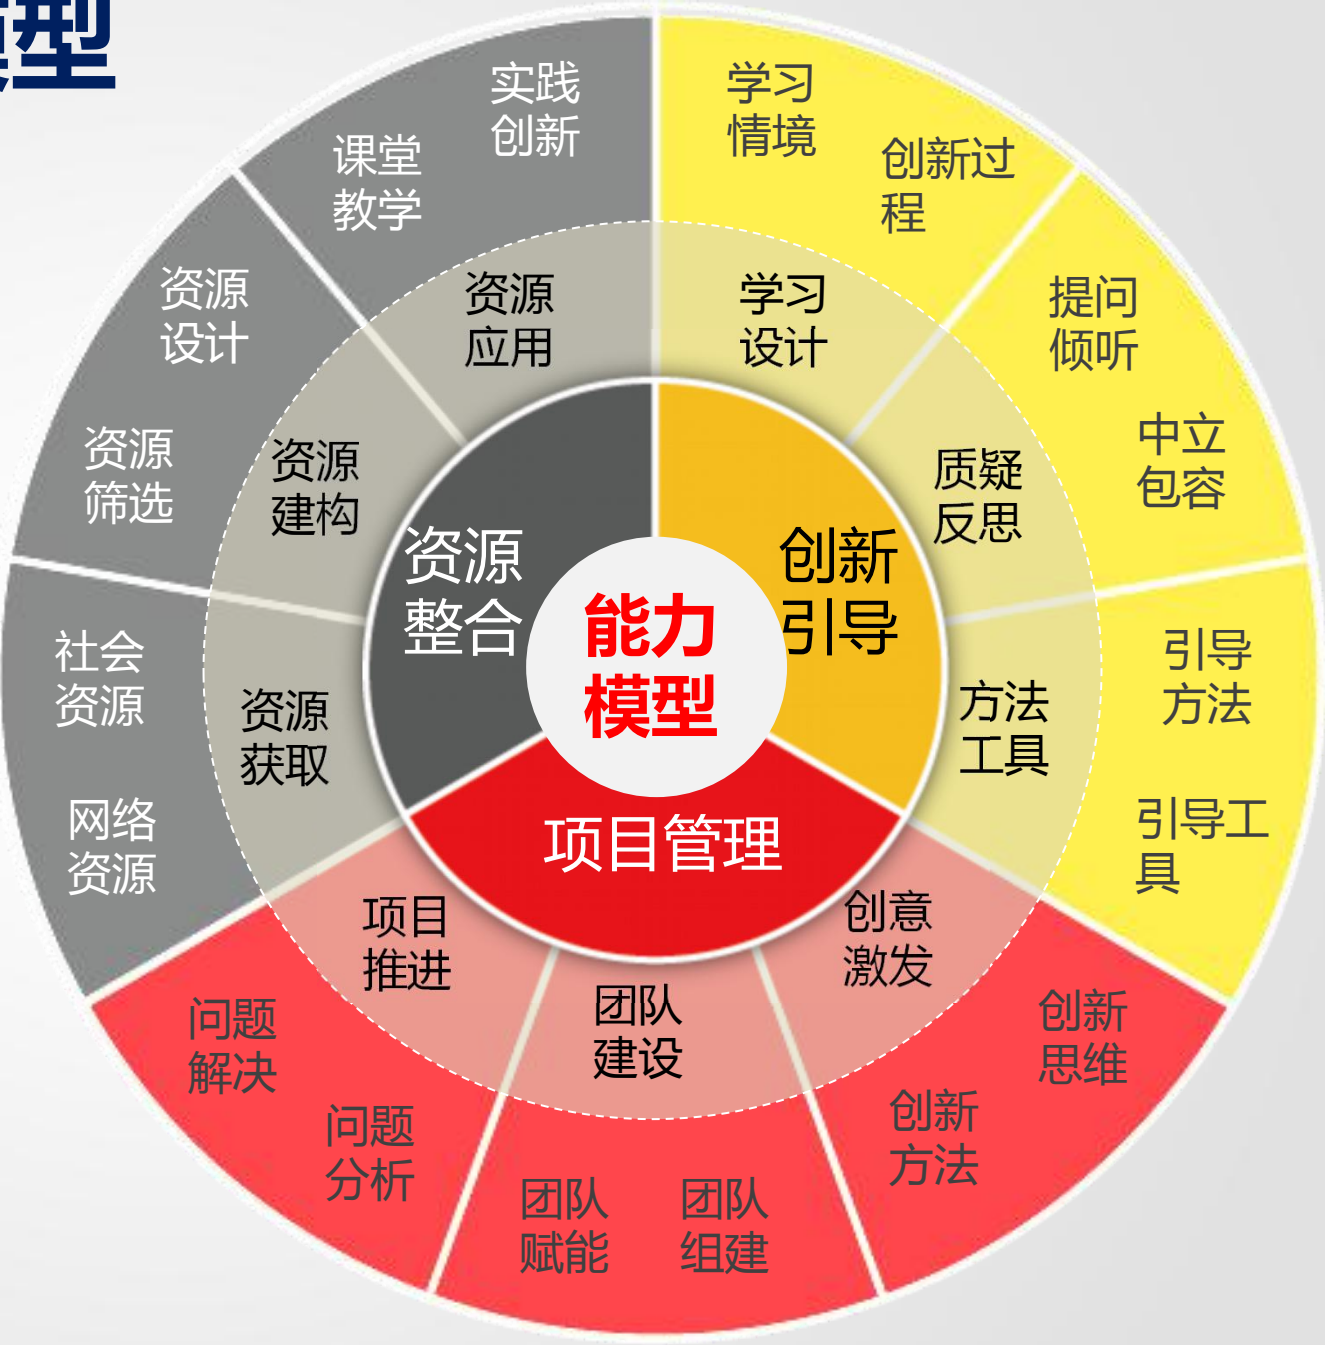 模型
实践
创新
课堂
教学
资源
设计
资源
筛选
社会
资源
网络
资源
学习
情境
创新过
程
提问
倾听
中立
包容
引导
方法
引导工
具
资源
应用
资源
建构
资源
获取
学习
设计
质疑
反思
方法
工具
资源
整合
创新
引导
能力
模型
项目管理
项目
推进
团队
建设
创意
激发
问题
解决
问题
分析
团队
赋能
团队
组建
创新
方法
创新
思维